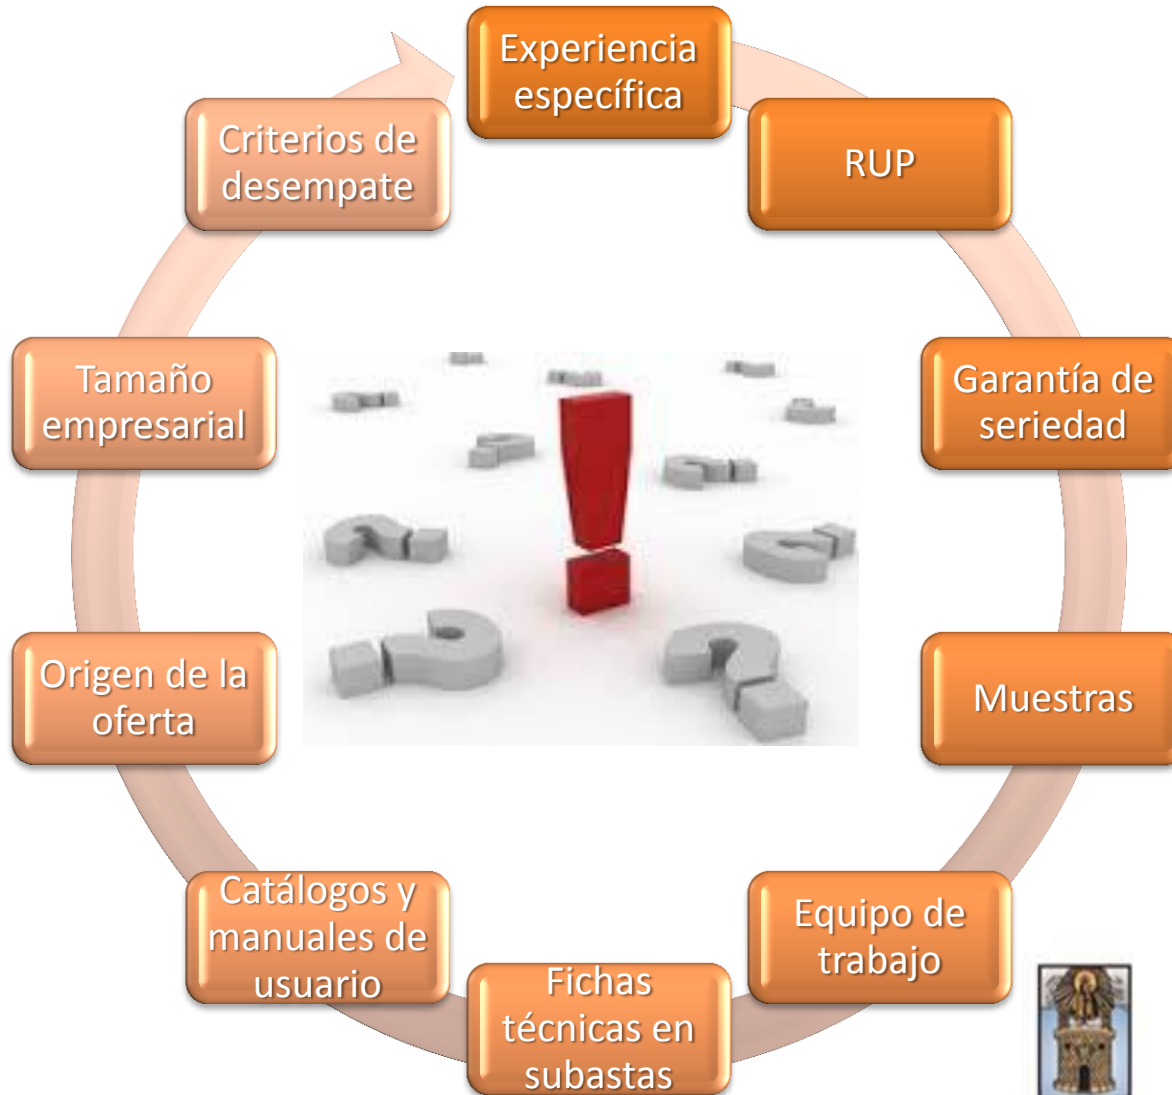 Experiencia
específica
RUP
Garantía de
seriedad
Muestras
Equipo de
trabajo
Fichas
técnicas en
subastas
Catálogos y
manuales de
usuario
Origen de la
oferta
Tamaño
empresarial
Criterios de
desempate